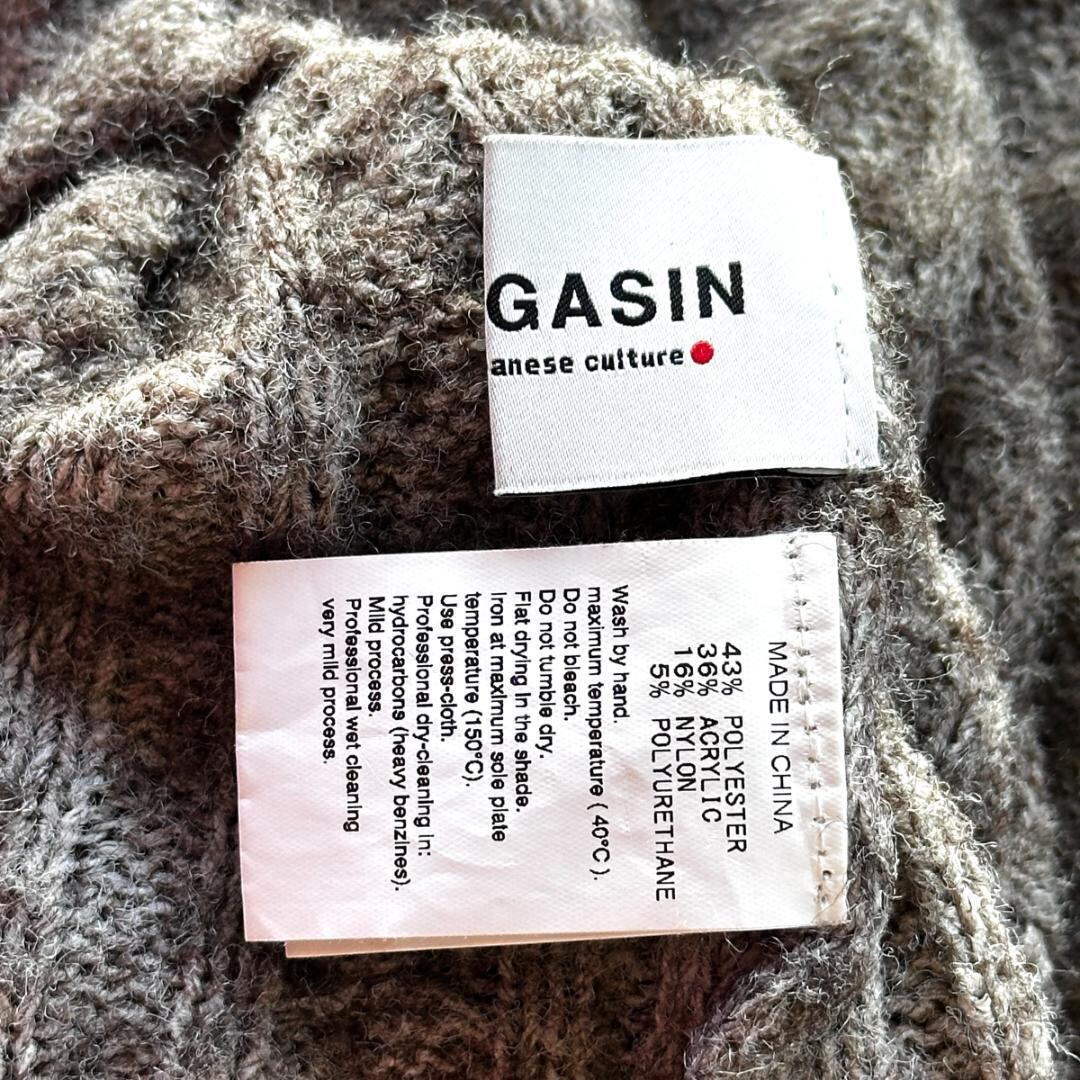 GASIN
anese culture
MADE IN CHINA
43% POLYESTER
36% ACRYLIC
16% NYLON
5% POLYURETHANE
Wash by hand.
maximum temperature ( 40°C ).
Do not bleach.
Do not tumble dry.
Flat drying in the shade.
Iron at maximum sole plate
temperature (150°C).
Use press-cloth.
Professional dry-cleaning in:
hydrocarbons (heavy benzines).
Mild process.
Professional wet cleaning
very mild process.